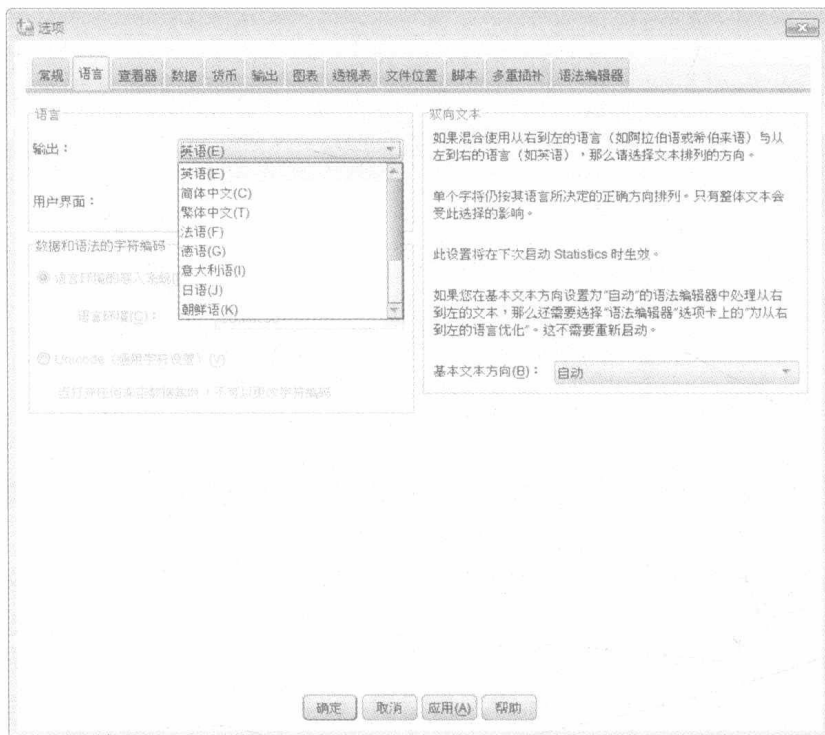 选项
常规 语言 查看器 数据 货币 输出 图表 透视表 文件位置 脚本 多重插补 语法编辑器
语言
输出： 英语(E)
英语(E)
简体中文(C)
繁体中文(T)
法语(F)
德语(G)
意大利语(I)
日语(J)
朝鲜语(K)
用户界面：
数据和语法的字符编码
语言环境(C)：
Unicode（通用字符设置）(V)
双向文本
如果混合使用从右到左的语言（如阿拉伯语或希伯来语）与从
左到右的语言（如英语），那么请选择文本排列的方向。
单个字将仍按其语言所决定的正确方向排列。只有整体文本会
受此选择的影响。
此设置将在下次启动 Statistics 时生效。
如果您在基本文本方向设置为“自动”的语法编辑器中处理从右
到左的文本，那么还需要选择“语法编辑器”选项卡上的“为从右
到左的语言优化”。这不需要重新启动。
基本文本方向(B)： 自动
确定 取消 应用(A) 帮助